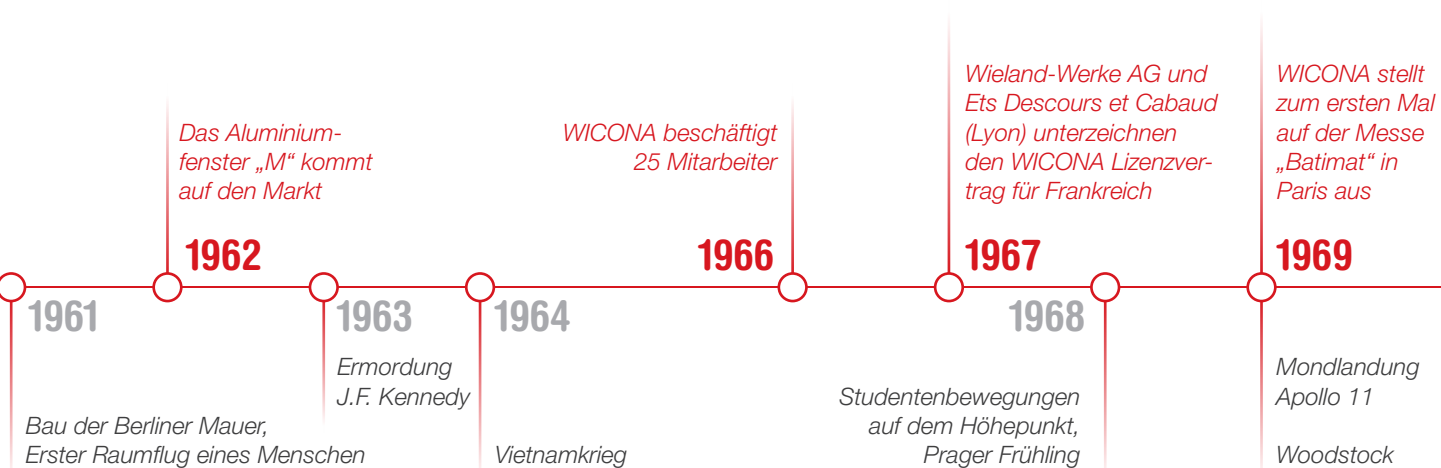 Das Aluminium-
fenster „M“ kommt
auf den Markt
WICONA beschäftigt
25 Mitarbeiter
Wieland-Werke AG und
Ets Descours et Cabaud
(Lyon) unterzeichnen
den WICONA Lizenzver-
trag für Frankreich
WICONA stellt
zum ersten Mal
auf der Messe
„Batimat“ in
Paris aus
1962
1966
1967
1969
1961
1963
1964
1968
Bau der Berliner Mauer,
Erster Raumflug eines Menschen
Ermordung
J.F. Kennedy
Vietnamkrieg
Studentenbewegungen
auf dem Höhepunkt,
Prager Frühling
Mondlandung
Apollo 11
Woodstock